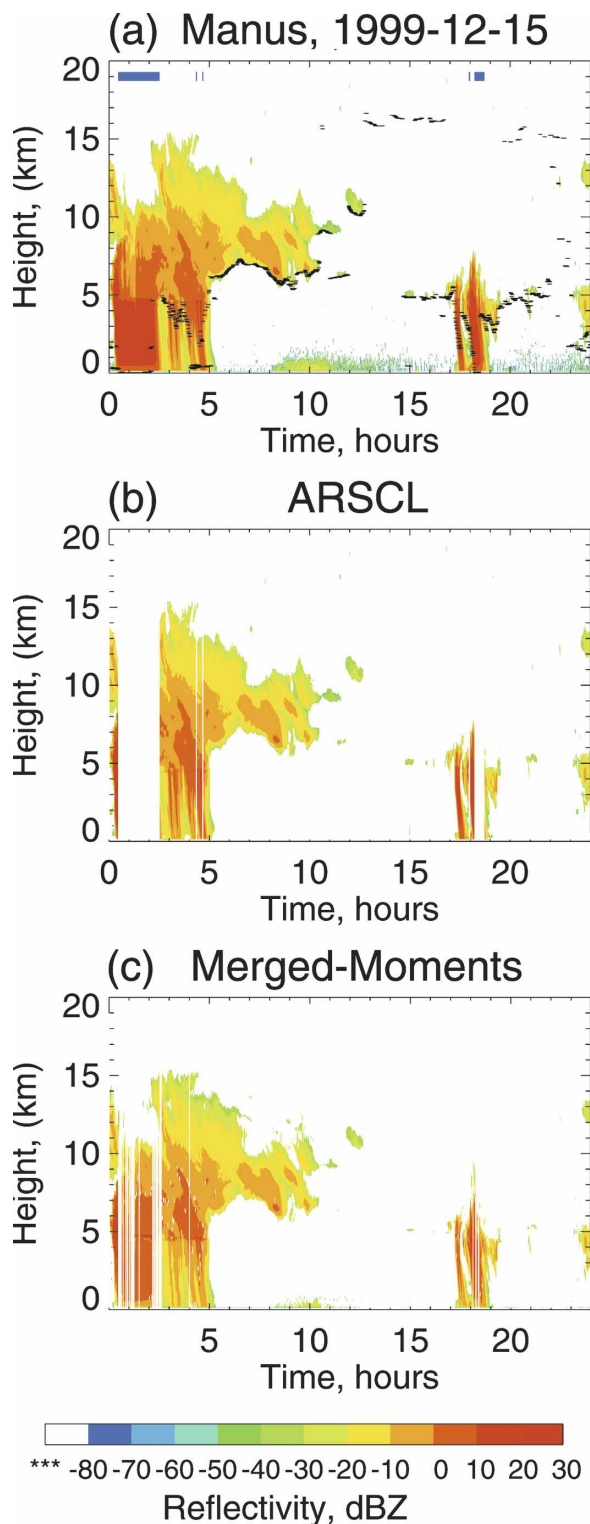 (a) Manus, 1999-12-15
20
15
10
5
0
Height, (km)
0 5 10 15 20
Time, hours
(b) ARSCL
20
15
10
5
0
Height, (km)
0 5 10 15 20
Time, hours
(c) Merged-Moments
20
15
10
5
0
Height, (km)
5 10 15 20
Time, hours
*** -80 -70 -60 -50 -40 -30 -20 -10 0 10 20 30
Reflectivity, dBZ